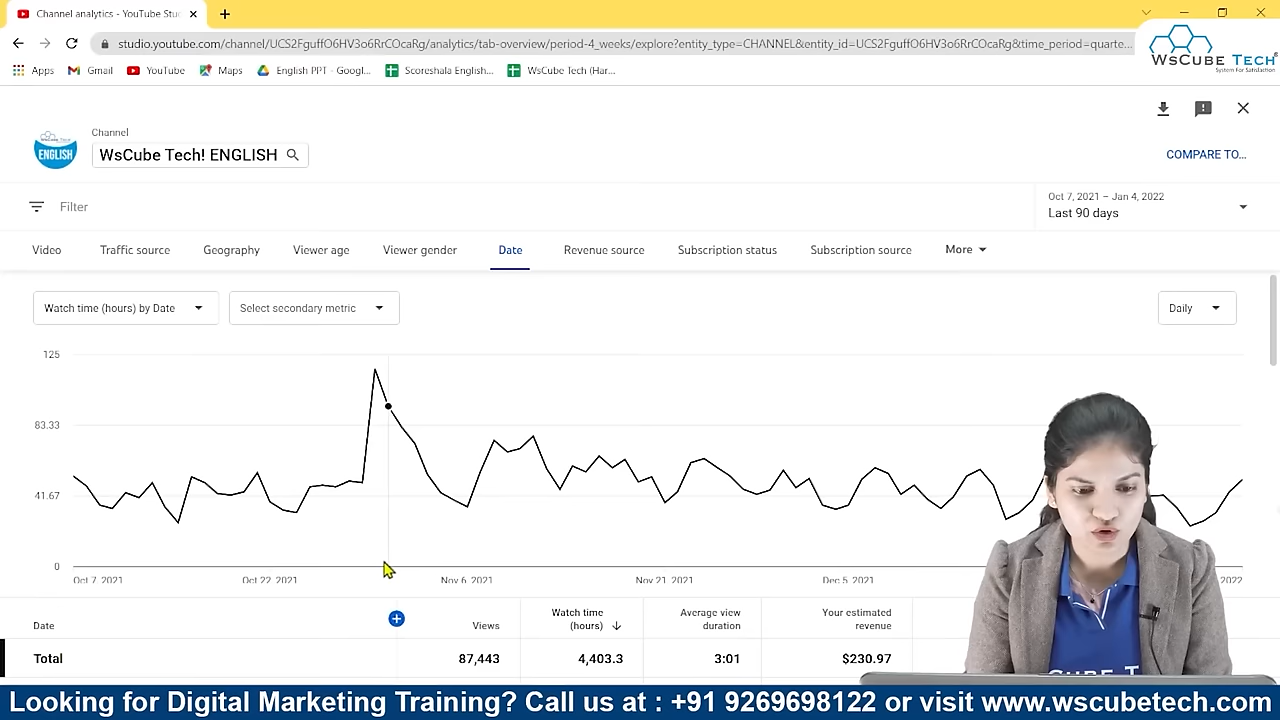 Channel analytics - YouTube Stu
studio.youtube.com/channel/UCS2FguffO6HV3o6RrCOcaRg/analytics/tab-overview/period-4_weeks/explore?entity_type=CHANNEL&entity_id=UCS2FguffO6HV3o6RrCOcaRg&time_period=quarte...
Apps Gmail YouTube Maps English PPT - Googl... Scoreshala English... WsCube Tech (Har...
WsCube Tech®
System For Satisfaction
Channel
ENGLISH
WsCube Tech! ENGLISH
COMPARE TO...
Filter
Oct 7, 2021 – Jan 4, 2022
Last 90 days
Video Traffic source Geography Viewer age Viewer gender Date Revenue source Subscription status Subscription source More
Watch time (hours) by Date Select secondary metric Daily
125
83.33
41.67
0
Oct 7, 2021 Oct 22, 2021 Nov 6, 2021 Nov 21, 2021 Dec 5, 2021 2022
Date Views Watch time (hours) Average view duration Your estimated revenue
Total 87,443 4,403.3 3:01 $230.97
CUBE T
Looking for Digital Marketing Training? Call us at : +91 9269698122 or visit www.wscubetech.com